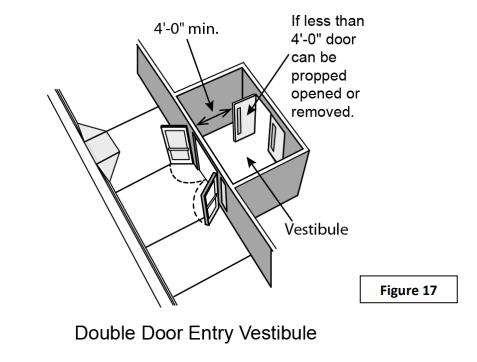 4'-0" min.
If less than
4'-0" door
can be
propped
opened or
removed.
Vestibule
Figure 17
Double Door Entry Vestibule